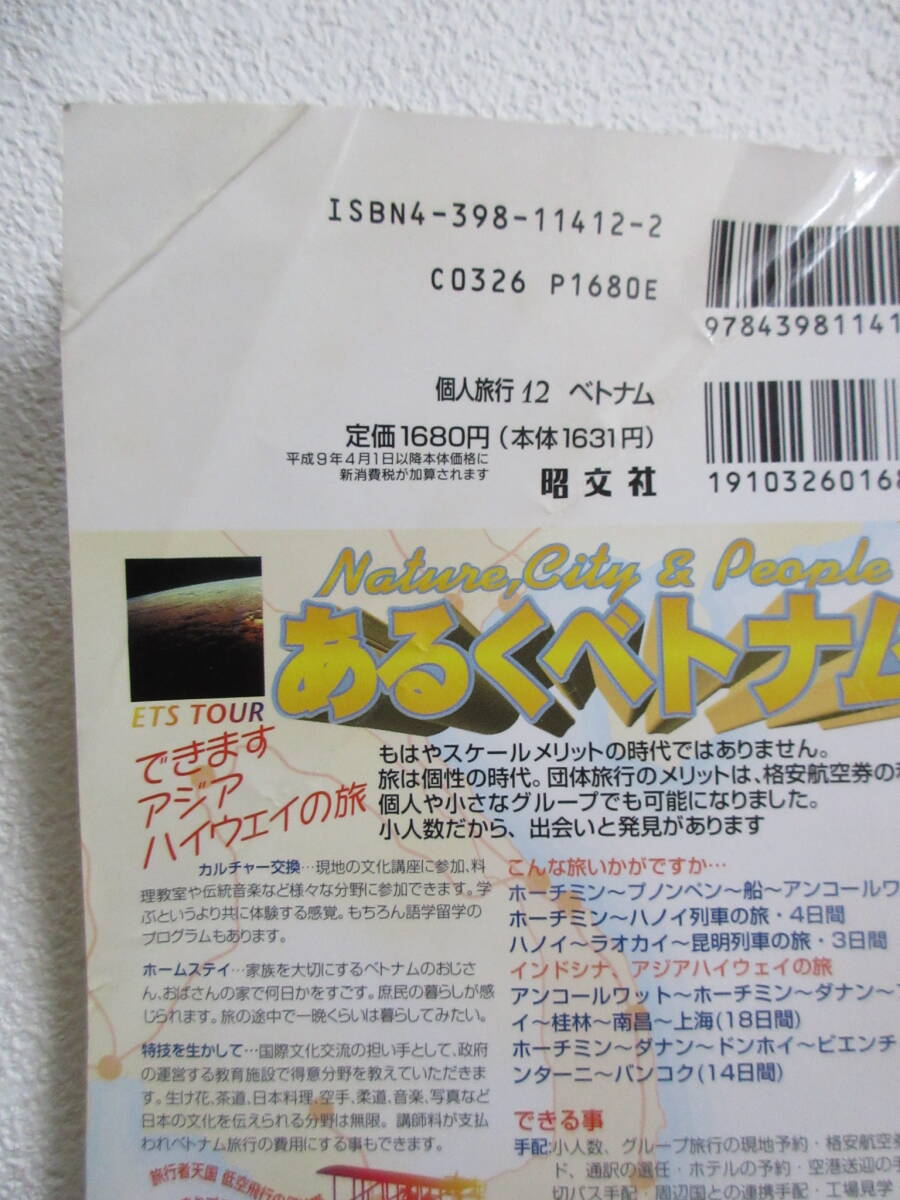 ISBN4-398-11412-2
C0326 P1680E
97843981141
個人旅行 12 ベトナム
定価1680円(本体1631円)
平成9年4月1日以降本体価格に
新消費税が加算されます
昭文社
19103260168
Nature, City & People
あるくベトナム
ETS TOUR
できます
アジア
ハイウェイの旅
もはやスケールメリットの時代ではありません。
旅は個性の時代。団体旅行のメリットは、格安航空券の利
個人や小さなグループでも可能になりました。
小人数だから、出会いと発見があります
カルチャー交換…現地の文化講座に参加、料
理教室や伝統音楽など様々な分野に参加できます。学
ぶというより共に体験する感覚。もちろん語学留学の
プログラムもあります。
ホームステイ…家族を大切にするベトナムのおじさ
ん、おばさんの家で何日かをすごす。庶民の暮らしが感
じられます。旅の途中で一晩くらいは暮らしてみたい。
特技を生かして…国際文化交流の担い手として、政府
の運営する教育施設で得意分野を教えていただきま
す。生け花、茶道、日本料理、空手、柔道、音楽、写真など
日本の文化を伝えられる分野は無限。講師料が支払
われベトナム旅行の費用にする事もできます。
旅行者天国 低空飛行の
こんな旅いかがですか…
ホーチミン〜プノンペン〜船〜アンコールワ
ホーチミン〜ハノイ列車の旅・4日間
ハノイ〜ラオカイ〜昆明列車の旅・3日間
インドシナ、アジアハイウェイの旅
アンコールワット〜ホーチミン〜ダナン〜
イ〜桂林〜南昌〜上海(18日間)
ホーチミン〜ダナン〜ドンホイ〜ビエンチ
ンターニ〜バンコク(14日間)
できる事
手配:小人数、グループ旅行の現地予約・格安航空券
ド、通訳の選任・ホテルの予約・空港送迎の手
切バス手配・周辺国との連携手配・工場見学